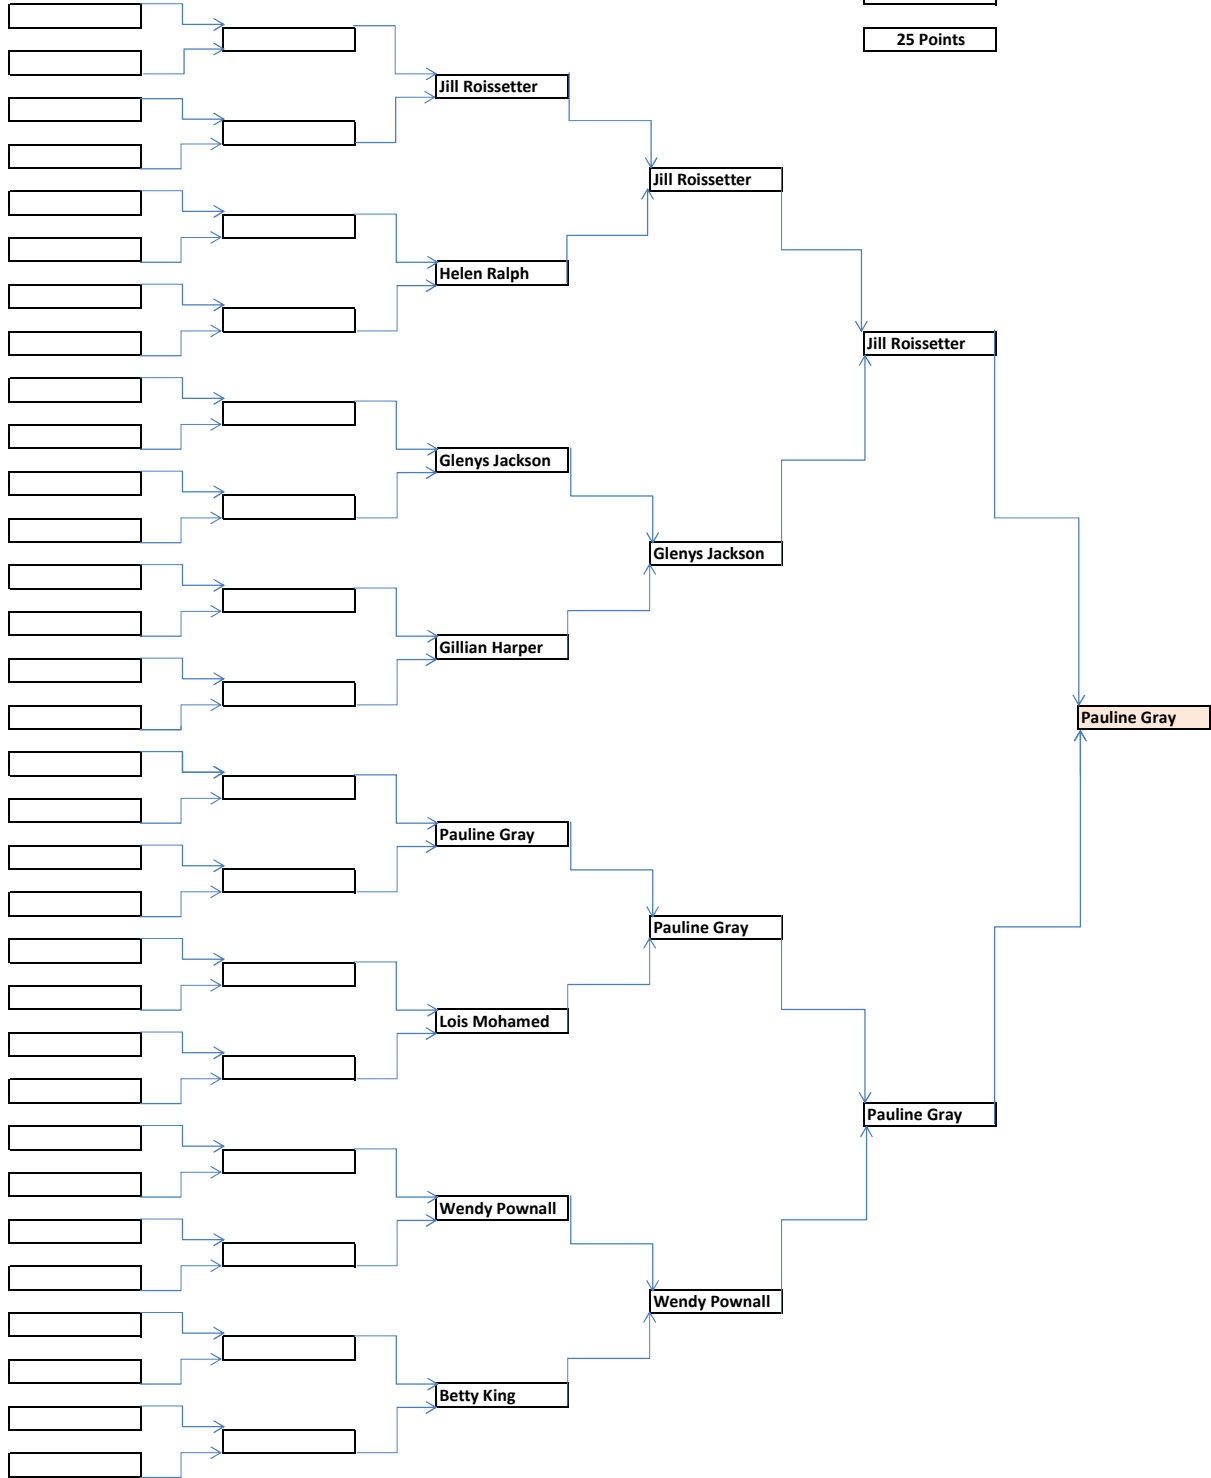 25 Points
Jill Roissetter
Jill Roissetter
Helen Ralph
Jill Roissetter
Glenys Jackson
Glenys Jackson
Gillian Harper
Pauline Gray
Pauline Gray
Pauline Gray
Lois Mohamed
Pauline Gray
Wendy Pownall
Wendy Pownall
Betty King